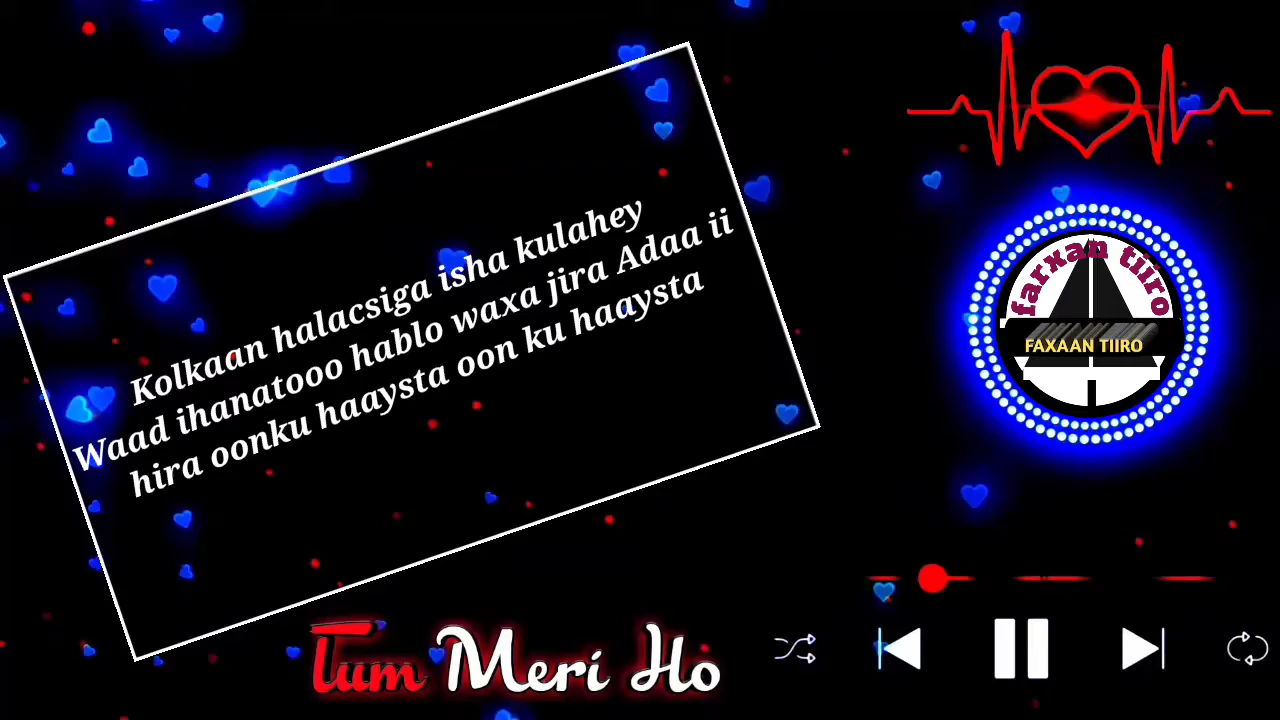 Kolkaan halacsiga isha kulahey
Waad ihanatooo hablo waxa jira Adaa ii
hira oonku haaysta oon ku haaysta
farxan tiiro
FAXAAN TIIRO
Tum Meri Ho